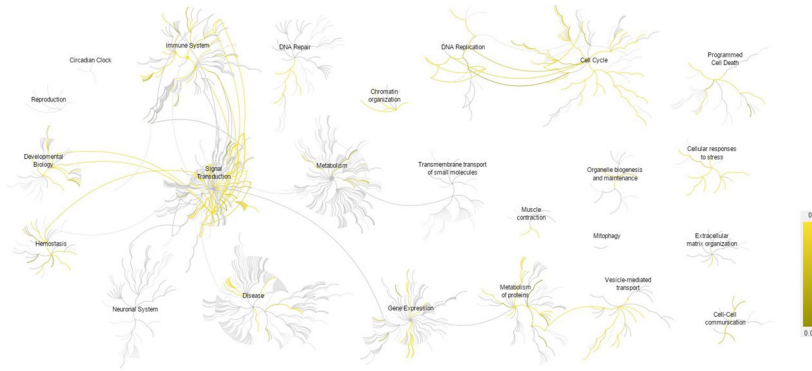 Immune System
DNA Repair
DNA Replication
Cell Cycle
Programmed
Cell Death
Circadian Clock
Reproduction
Chromatin
organization
Developmental
Biology
Signal
Transduction
Metabolism
Transmembrane transport
of small molecules
Organelle biogenesis
and maintenance
Cellular responses
to stress
Muscle
contraction
Hemostasis
Mitophagy
Extracellular
matrix organization
Neuronal System
Disease
Gene Expression
Metabolism
of proteins
Vesicle-mediated
transport
Cell-Cell
communication
0
0.0